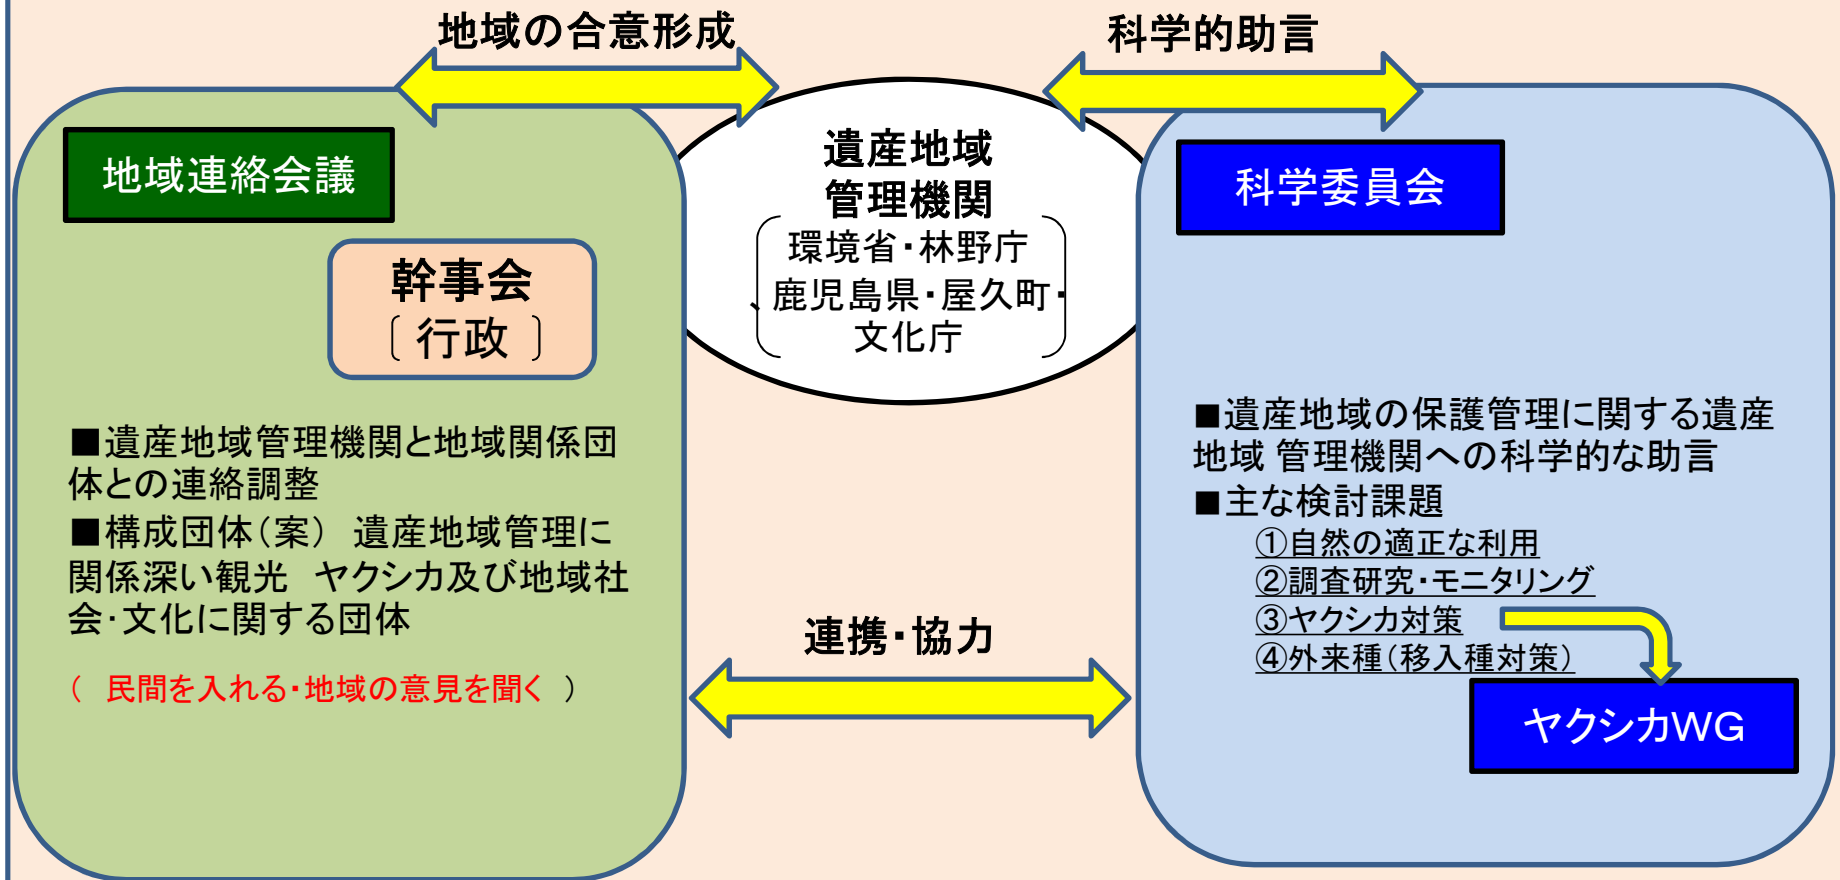 地域の合意形成
科学的助言
地域連絡会議
幹事会
〔 行政 〕
■遺産地域管理機関と地域関係団
体との連絡調整
■構成団体（案）　遺産地域管理に
関係深い観光　ヤクシカ及び地域社
会・文化に関する団体
（　民間を入れる・地域の意見を聞く　）
遺産地域
管理機関
環境省・林野庁
、鹿児島県・屋久町・
文化庁
連携・協力
科学委員会
■遺産地域の保護管理に関する遺産
地域 管理機関への科学的な助言
■主な検討課題
①自然の適正な利用
②調査研究・モニタリング
③ヤクシカ対策
④外来種（移入種対策）
ヤクシカWG